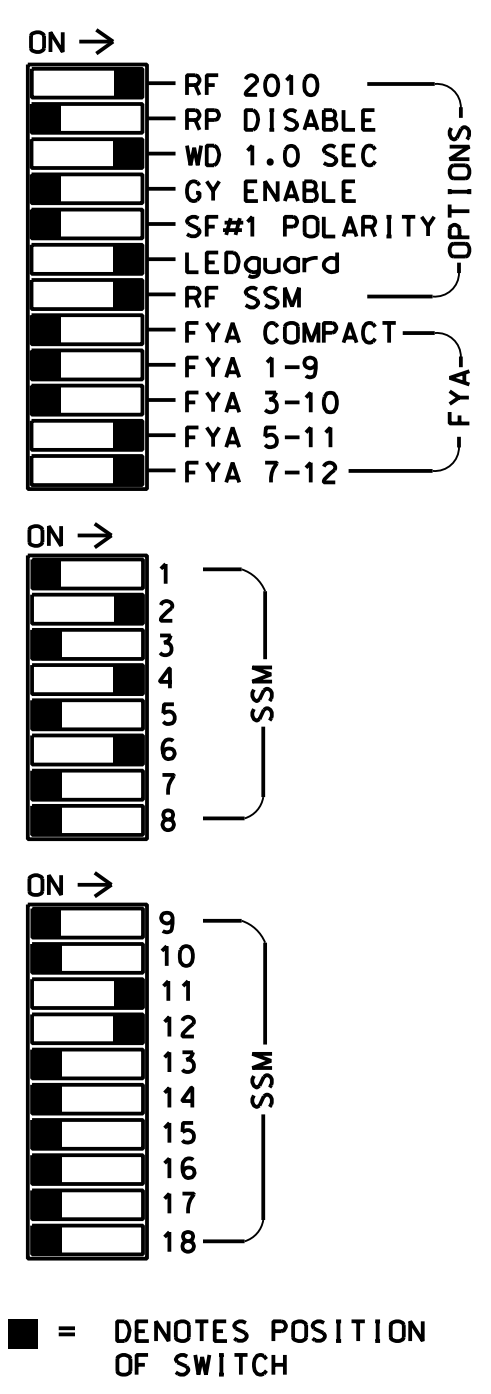 ON →
RF 2010
RP DISABLE
WD 1.0 SEC
GY ENABLE
SF#1 POLARITY
LEDguard
RF SSM
OPTIONS
FYA COMPACT
FYA 1-9
FYA 3-10
FYA 5-11
FYA 7-12
FYA
ON →
1
2
3
4
5
6
7
8
SSM
ON →
9
10
11
12
13
14
15
16
17
18
SSM
= DENOTES POSITION
OF SWITCH